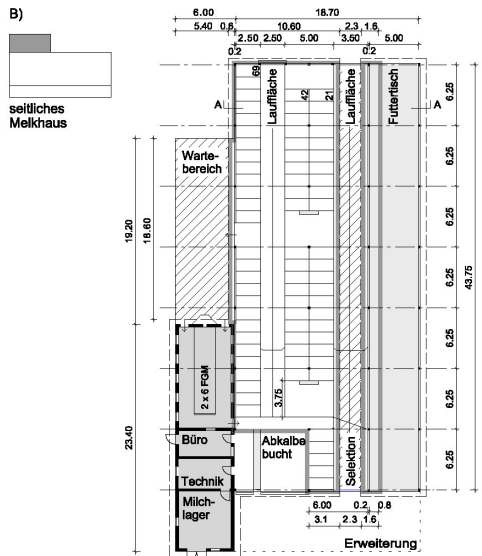 B)
seitliches
Melkhaus
6.00
18.70
5.40
0.6
10.60
2.3
1.6
2.50
2.50
5.00
3.50
5.00
0.2
0.2
69
42
21
Lauffläche
Lauffläche
Futtertisch
A
A
Warte-
bereich
6.25
6.25
6.25
6.25
6.25
6.25
6.25
43.75
19.20
18.60
23.40
2 x 6 FGM
3.75
Büro
Technik
Milch-
lager
Abkalbe
bucht
Selektion
6.00
0.2
0.8
3.1
2.3
1.6
Erweiterung